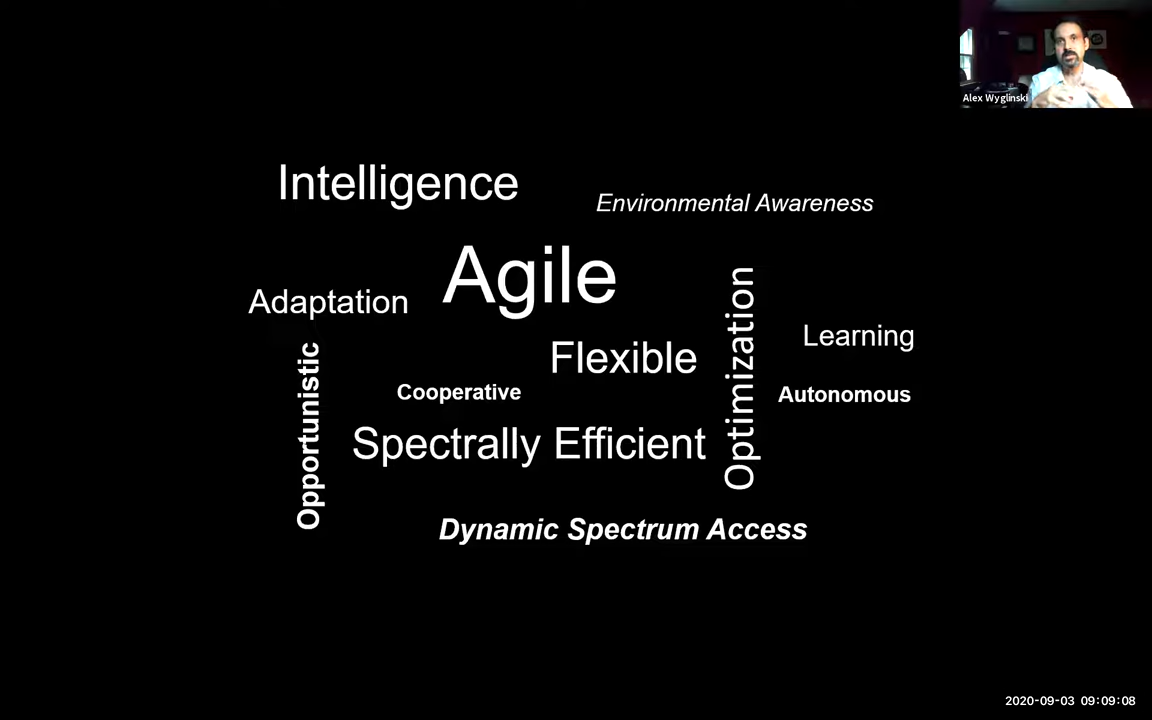 Alex Wyglinski
Intelligence
Environmental Awareness
Agile
Adaptation
Optimization
Learning
Flexible
Opportunistic
Cooperative
Autonomous
Spectrally Efficient
Dynamic Spectrum Access
2020-09-03 09:09:08